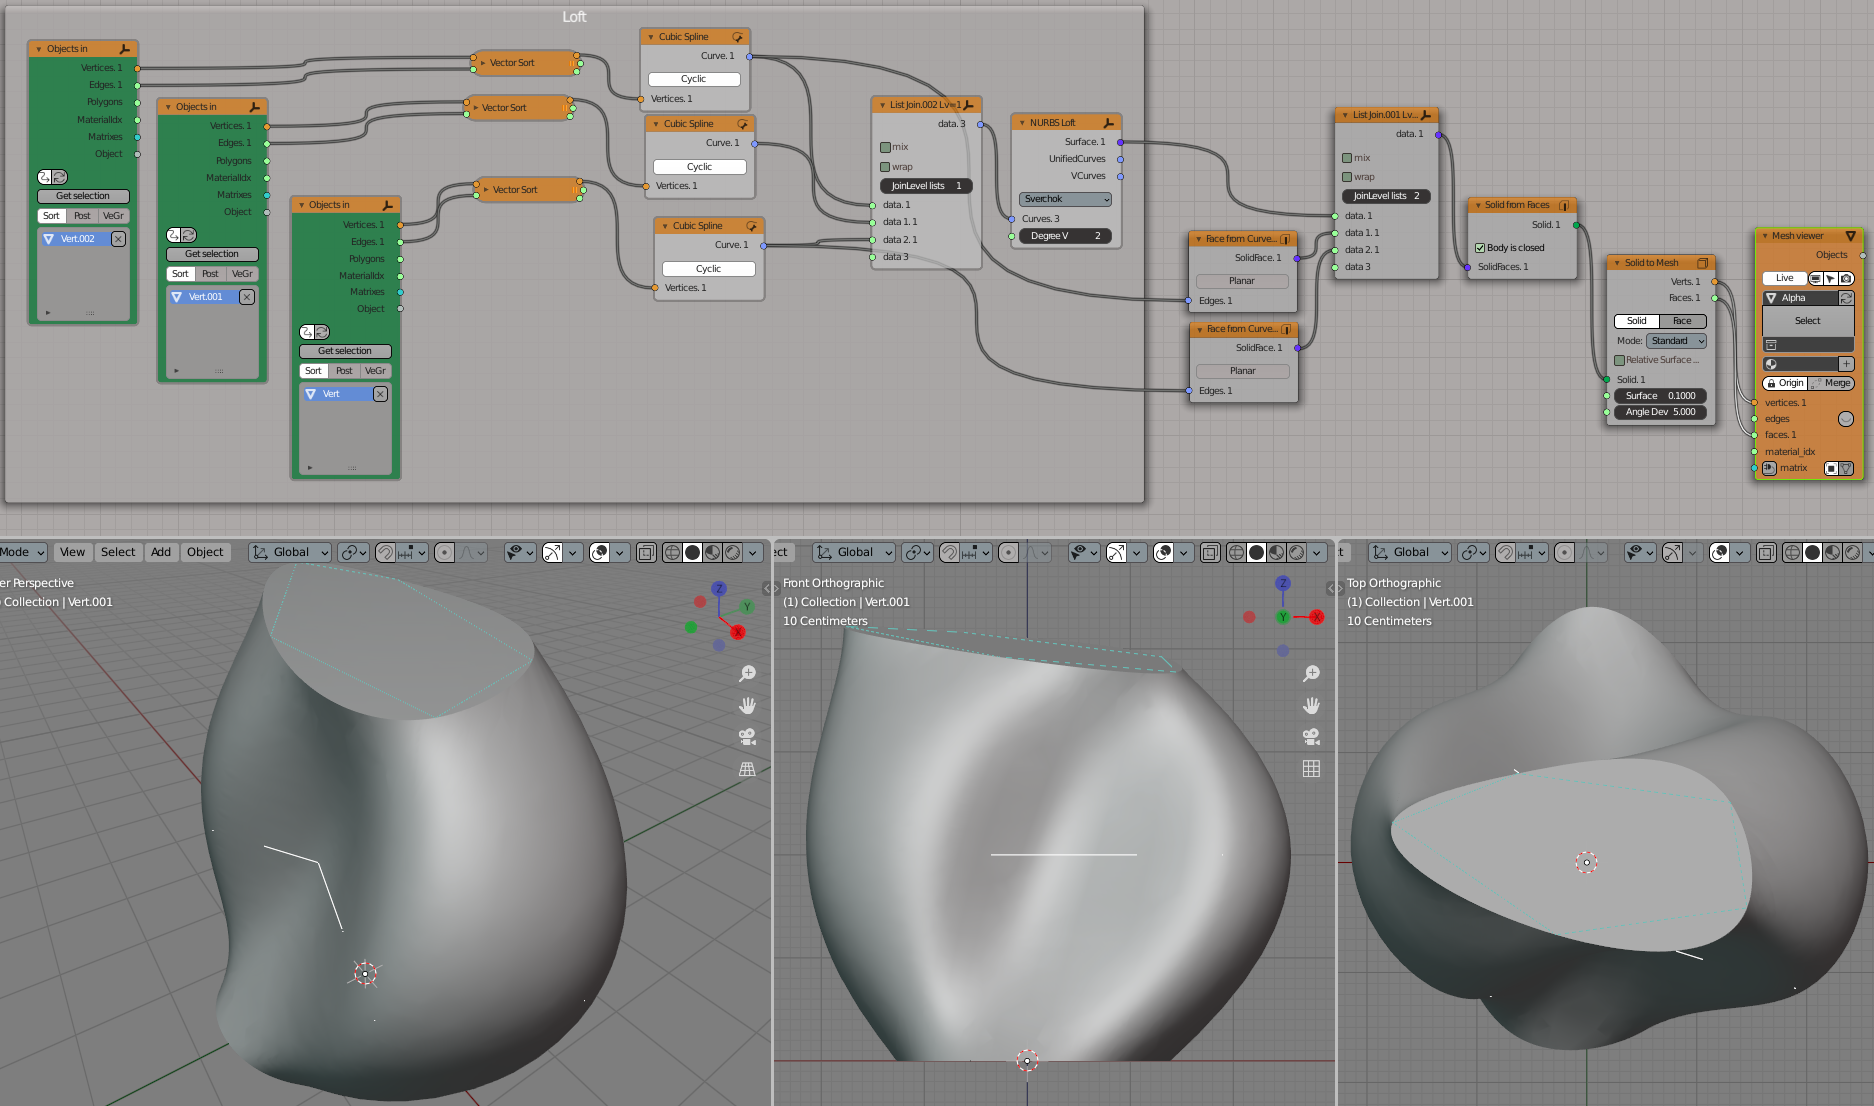 Loft
Objects in
Vertices. 1
Edges. 1
Polygons
MaterialIdx
Matrixes
Object
Get selection
Sort Post VeGr
Vert.002
Objects in
Vertices. 1
Edges. 1
Polygons
MaterialIdx
Matrixes
Object
Get selection
Sort Post VeGr
Vert.001
Objects in
Vertices. 1
Edges. 1
Polygons
MaterialIdx
Matrixes
Object
Get selection
Sort Post VeGr
Vert
Vector Sort
Vector Sort
Vector Sort
Cubic Spline
Curve. 1
Cyclic
Vertices. 1
Cubic Spline
Curve. 1
Cyclic
Vertices. 1
Cubic Spline
Curve. 1
Cyclic
Vertices. 1
List Join.002 Lv=1
data. 3
mix
wrap
JoinLevel lists 1
data. 1
data 1. 1
data 2. 1
data 3
NURBS Loft
Surface. 1
UnifiedCurves
VCurves
Sverchok
Curves. 3
Degree V 2
Face from Curve...
SolidFace. 1
Planar
Edges. 1
Face from Curve...
SolidFace. 1
Planar
Edges. 1
List Join.001 Lv...
data. 1
mix
wrap
JoinLevel lists 2
data. 1
data 1. 1
data 2. 1
data 3
Solid from Faces
Solid. 1
Body is closed
SolidFaces. 1
Solid to Mesh
Verts. 1
Faces. 1
Solid Face
Mode: Standard
Relative Surface ...
Solid. 1
Surface 0.1000
Angle Dev 5.000
Mesh viewer
Objects
Live
Alpha
Select
Origin Merge
vertices. 1
edges
faces. 1
material_idx
matrix
Mode View Select Add Object Global
er Perspective
) Collection | Vert.001
Z
Y
X
ect Global
Front Orthographic
(1) Collection | Vert.001
10 Centimeters
Z
Y
X
ct Global
Top Orthographic
(1) Collection | Vert.001
10 Centimeters